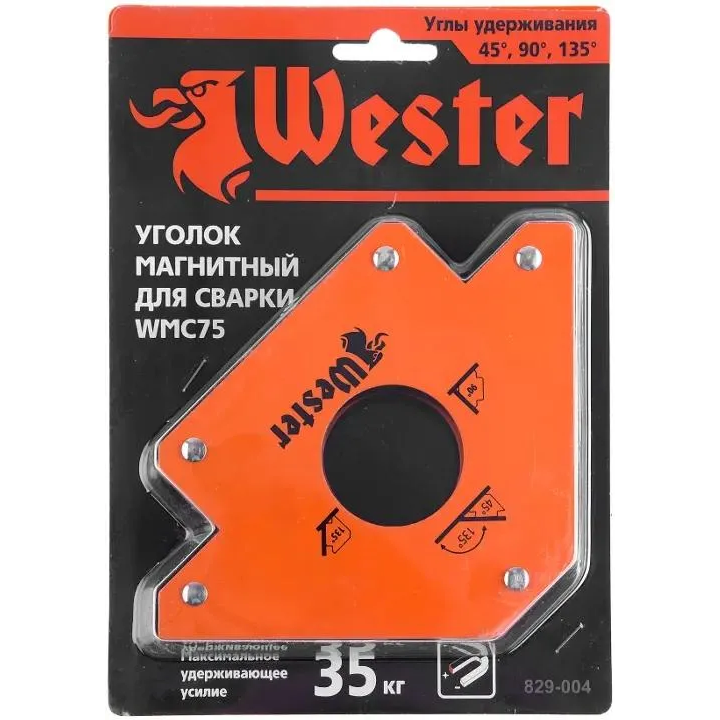 Углы удерживания
45°, 90°, 135°
Wester
УГОЛОК
МАГНИТНЫЙ
ДЛЯ СВАРКИ
WMC75
Wester
90°
45°
135°
135°
Максимальное
удерживающее
усилие
35 кг
829-004